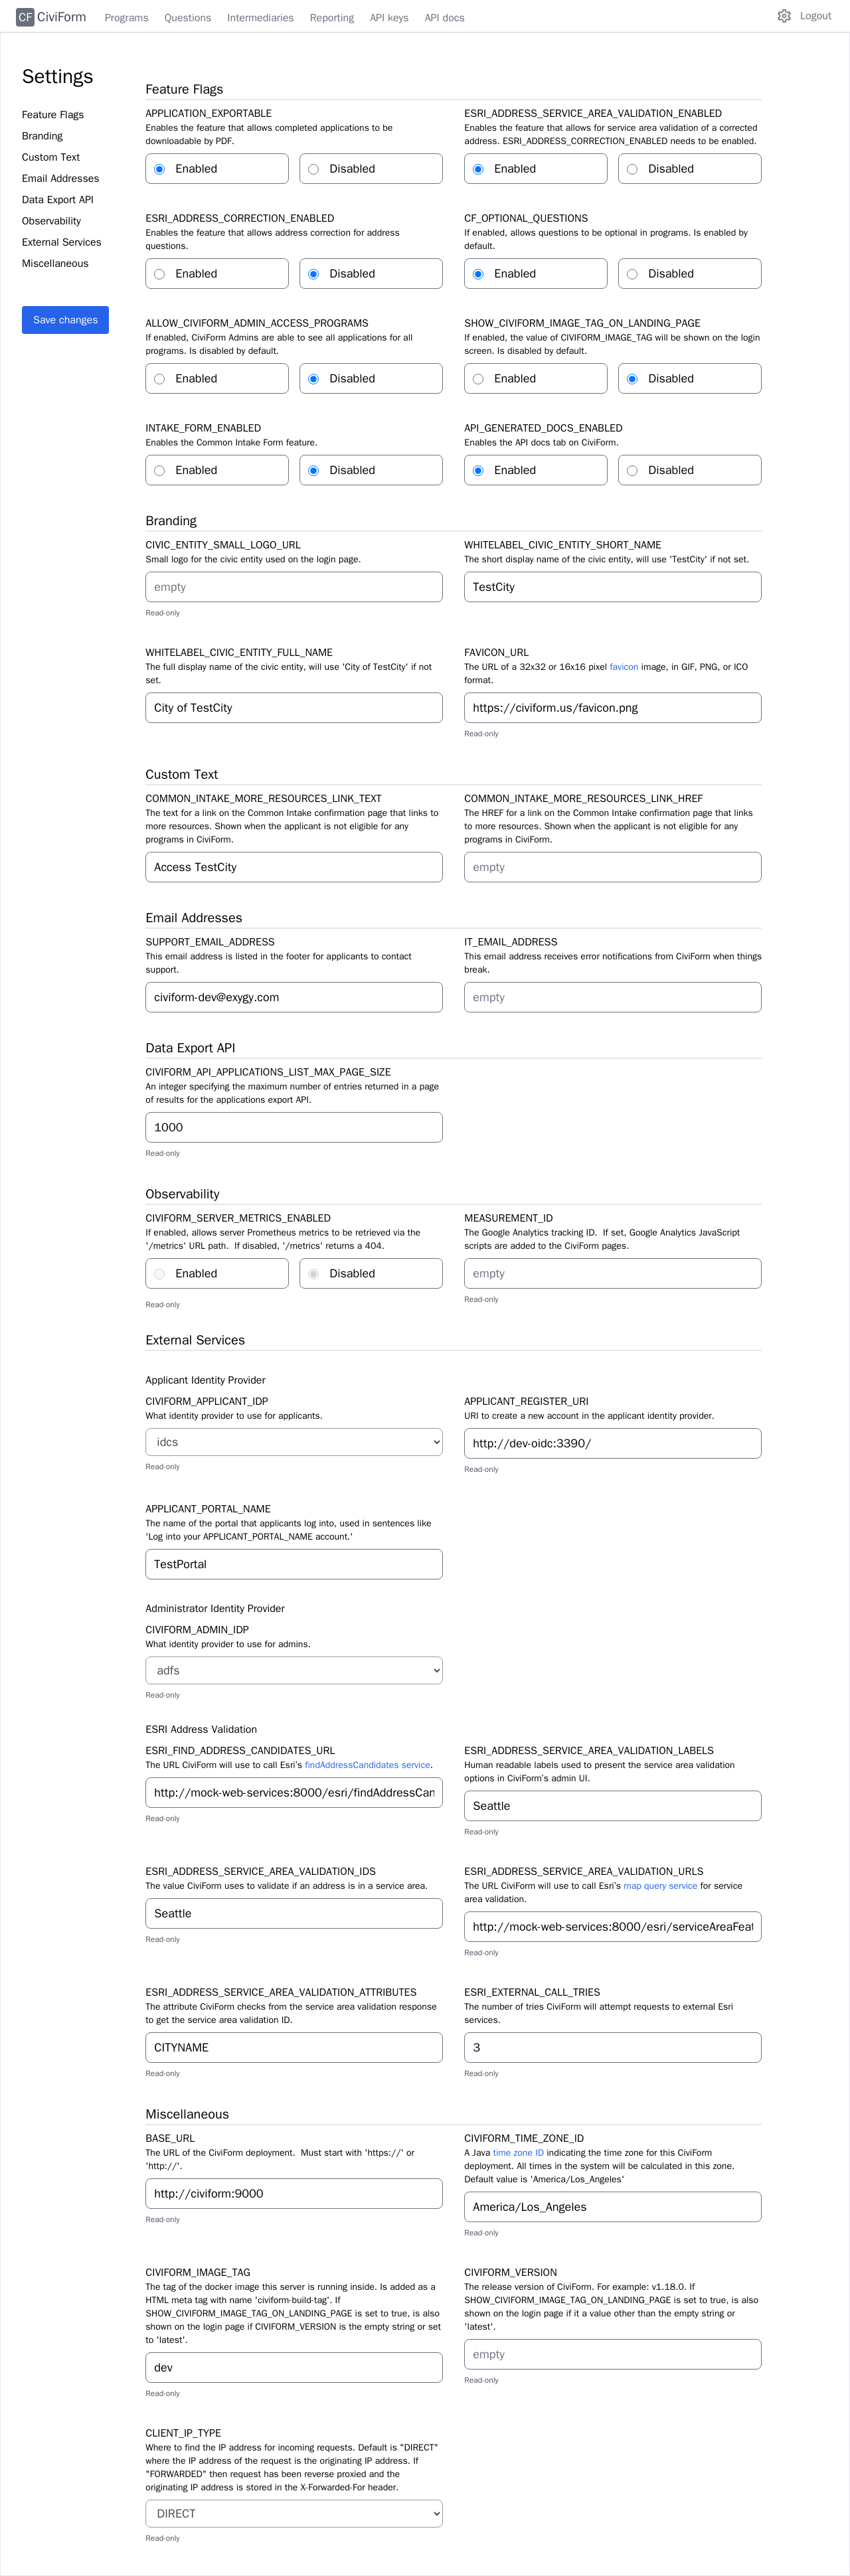 CF CiviForm Programs Questions Intermediaries Reporting API keys API docs Logout
Settings
Feature Flags
Branding
Custom Text
Email Addresses
Data Export API
Observability
External Services
Miscellaneous
Save changes
Feature Flags
APPLICATION_EXPORTABLE
Enables the feature that allows completed applications to be
downloadable by PDF.
Enabled Disabled
ESRI_ADDRESS_SERVICE_AREA_VALIDATION_ENABLED
Enables the feature that allows for service area validation of a corrected
address. ESRI_ADDRESS_CORRECTION_ENABLED needs to be enabled.
Enabled Disabled
ESRI_ADDRESS_CORRECTION_ENABLED
Enables the feature that allows address correction for address
questions.
Enabled Disabled
CF_OPTIONAL_QUESTIONS
If enabled, allows questions to be optional in programs. Is enabled by
default.
Enabled Disabled
ALLOW_CIVIFORM_ADMIN_ACCESS_PROGRAMS
If enabled, CiviForm Admins are able to see all applications for all
programs. Is disabled by default.
Enabled Disabled
SHOW_CIVIFORM_IMAGE_TAG_ON_LANDING_PAGE
If enabled, the value of CIVIFORM_IMAGE_TAG will be shown on the login
screen. Is disabled by default.
Enabled Disabled
INTAKE_FORM_ENABLED
Enables the Common Intake Form feature.
Enabled Disabled
API_GENERATED_DOCS_ENABLED
Enables the API docs tab on CiviForm.
Enabled Disabled
Branding
CIVIC_ENTITY_SMALL_LOGO_URL
Small logo for the civic entity used on the login page.
empty
Read-only
WHITELABEL_CIVIC_ENTITY_SHORT_NAME
The short display name of the civic entity, will use 'TestCity' if not set.
TestCity
WHITELABEL_CIVIC_ENTITY_FULL_NAME
The full display name of the civic entity, will use 'City of TestCity' if not
set.
City of TestCity
FAVICON_URL
The URL of a 32x32 or 16x16 pixel favicon image, in GIF, PNG, or ICO
format.
https://civiform.us/favicon.png
Read-only
Custom Text
COMMON_INTAKE_MORE_RESOURCES_LINK_TEXT
The text for a link on the Common Intake confirmation page that links to
more resources. Shown when the applicant is not eligible for any
programs in CiviForm.
Access TestCity
COMMON_INTAKE_MORE_RESOURCES_LINK_HREF
The HREF for a link on the Common Intake confirmation page that links
to more resources. Shown when the applicant is not eligible for any
programs in CiviForm.
empty
Email Addresses
SUPPORT_EMAIL_ADDRESS
This email address is listed in the footer for applicants to contact
support.
civiform-dev@exygy.com
IT_EMAIL_ADDRESS
This email address receives error notifications from CiviForm when things
break.
empty
Data Export API
CIVIFORM_API_APPLICATIONS_LIST_MAX_PAGE_SIZE
An integer specifying the maximum number of entries returned in a page
of results for the applications export API.
1000
Read-only
Observability
CIVIFORM_SERVER_METRICS_ENABLED
If enabled, allows server Prometheus metrics to be retrieved via the
'/metrics' URL path. If disabled, '/metrics' returns a 404.
Enabled Disabled
Read-only
MEASUREMENT_ID
The Google Analytics tracking ID. If set, Google Analytics JavaScript
scripts are added to the CiviForm pages.
empty
Read-only
External Services
Applicant Identity Provider
CIVIFORM_APPLICANT_IDP
What identity provider to use for applicants.
idcs
Read-only
APPLICANT_REGISTER_URI
URI to create a new account in the applicant identity provider.
http://dev-oidc:3390/
Read-only
APPLICANT_PORTAL_NAME
The name of the portal that applicants log into, used in sentences like
'Log into your APPLICANT_PORTAL_NAME account.'
TestPortal
Administrator Identity Provider
CIVIFORM_ADMIN_IDP
What identity provider to use for admins.
adfs
Read-only
ESRI Address Validation
ESRI_FIND_ADDRESS_CANDIDATES_URL
The URL CiviForm will use to call Esri's findAddressCandidates service.
http://mock-web-services:8000/esri/findAddressCan
Read-only
ESRI_ADDRESS_SERVICE_AREA_VALIDATION_LABELS
Human readable labels used to present the service area validation
options in CiviForm's admin UI.
Seattle
Read-only
ESRI_ADDRESS_SERVICE_AREA_VALIDATION_IDS
The value CiviForm uses to validate if an address is in a service area.
Seattle
Read-only
ESRI_ADDRESS_SERVICE_AREA_VALIDATION_URLS
The URL CiviForm will use to call Esri's map query service for service
area validation.
http://mock-web-services:8000/esri/serviceAreaFeat
Read-only
ESRI_ADDRESS_SERVICE_AREA_VALIDATION_ATTRIBUTES
The attribute CiviForm checks from the service area validation response
to get the service area validation ID.
CITYNAME
Read-only
ESRI_EXTERNAL_CALL_TRIES
The number of tries CiviForm will attempt requests to external Esri
services.
3
Read-only
Miscellaneous
BASE_URL
The URL of the CiviForm deployment. Must start with 'https://' or
'http://'.
http://civiform:9000
Read-only
CIVIFORM_TIME_ZONE_ID
A Java time zone ID indicating the time zone for this CiviForm
deployment. All times in the system will be calculated in this zone.
Default value is 'America/Los_Angeles'
America/Los_Angeles
Read-only
CIVIFORM_IMAGE_TAG
The tag of the docker image this server is running inside. Is added as a
HTML meta tag with name 'civiform-build-tag'. If
SHOW_CIVIFORM_IMAGE_TAG_ON_LANDING_PAGE is set to true, is also
shown on the login page if CIVIFORM_VERSION is the empty string or set
to 'latest'.
dev
Read-only
CIVIFORM_VERSION
The release version of CiviForm. For example: v1.18.0. If
SHOW_CIVIFORM_IMAGE_TAG_ON_LANDING_PAGE is set to true, is also
shown on the login page if it a value other than the empty string or
'latest'.
empty
Read-only
CLIENT_IP_TYPE
Where to find the IP address for incoming requests. Default is "DIRECT"
where the IP address of the request is the originating IP address. If
"FORWARDED" then request has been reverse proxied and the
originating IP address is stored in the X-Forwarded-For header.
DIRECT
Read-only